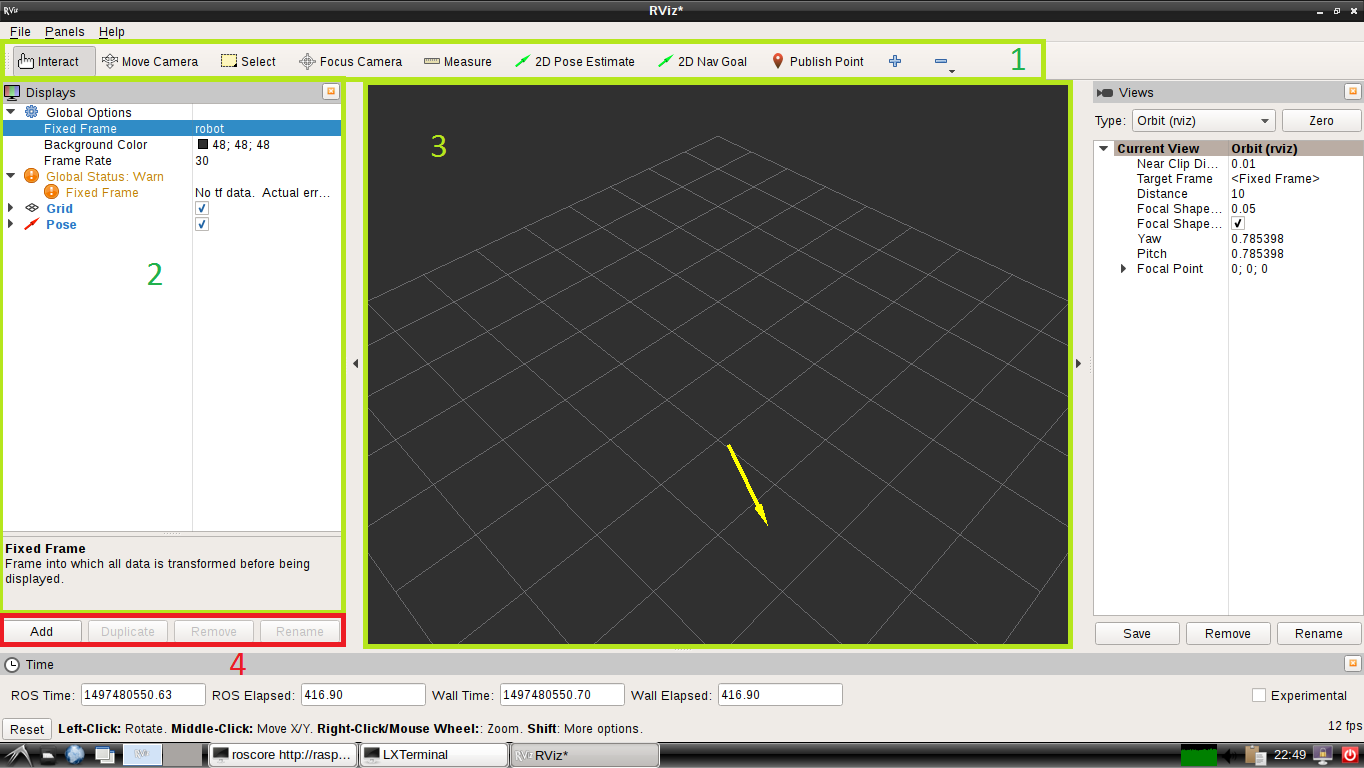 RViz RViz*
File Panels Help
Interact Move Camera Select Focus Camera Measure 2D Pose Estimate 2D Nav Goal Publish Point 1
Displays
Global Options
Fixed Frame robot
Background Color 48; 48; 48
Frame Rate 30
Global Status: Warn
Fixed Frame No tf data. Actual err...
Grid
Pose
2
Fixed Frame
Frame into which all data is transformed before being
displayed.
Add Duplicate Remove Rename
4
3
Views
Type: Orbit (rviz) Zero
Current View Orbit (rviz)
Near Clip Di... 0.01
Target Frame <Fixed Frame>
Distance 10
Focal Shape... 0.05
Focal Shape...
Yaw 0.785398
Pitch 0.785398
Focal Point 0; 0; 0
Save Remove Rename
Time
ROS Time: 1497480550.63 ROS Elapsed: 416.90 Wall Time: 1497480550.70 Wall Elapsed: 416.90 Experimental
Reset Left-Click: Rotate. Middle-Click: Move X/Y. Right-Click/Mouse Wheel:: Zoom. Shift: More options. 12 fps
RViz roscore http://rasp... LXTerminal RViz RViz* 22:49